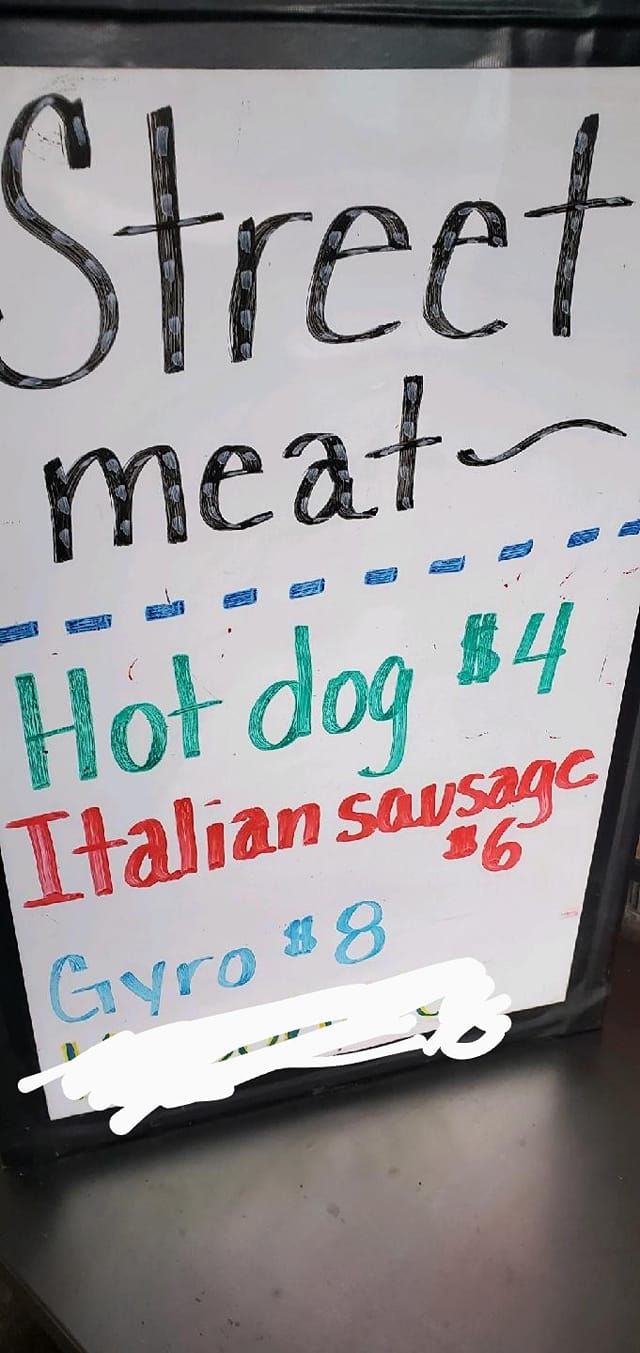 Street
meat
Hot dog $4
Italian sausage
$6
Gyro $8